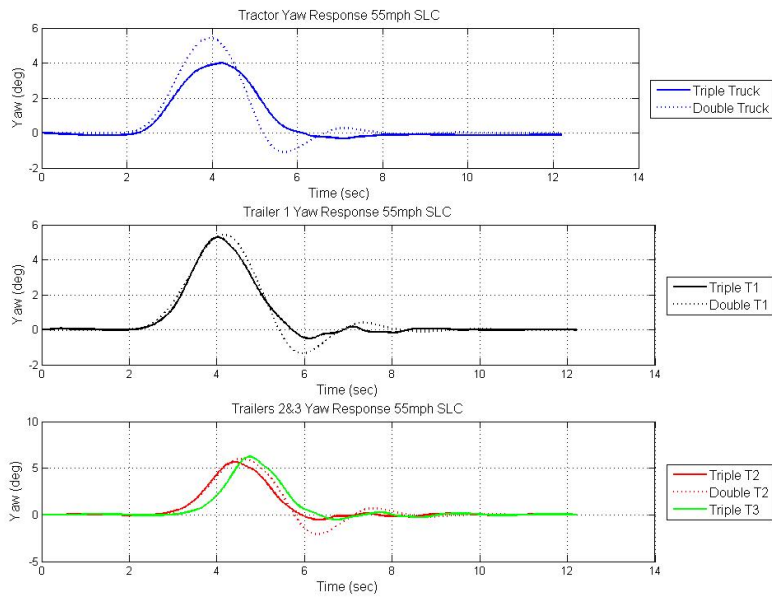 Tractor Yaw Response 55mph SLC
6
4
2
0
-2
Yaw (deg)
0 2 4 6 8 10 12 14
Time (sec)
Triple Truck
Double Truck
Trailer 1 Yaw Response 55mph SLC
6
4
2
0
-2
Yaw (deg)
0 2 4 6 8 10 12 14
Time (sec)
Triple T1
Double T1
Trailers 2&3 Yaw Response 55mph SLC
10
5
0
-5
Yaw (deg)
0 2 4 6 8 10 12 14
Time (sec)
Triple T2
Double T2
Triple T3